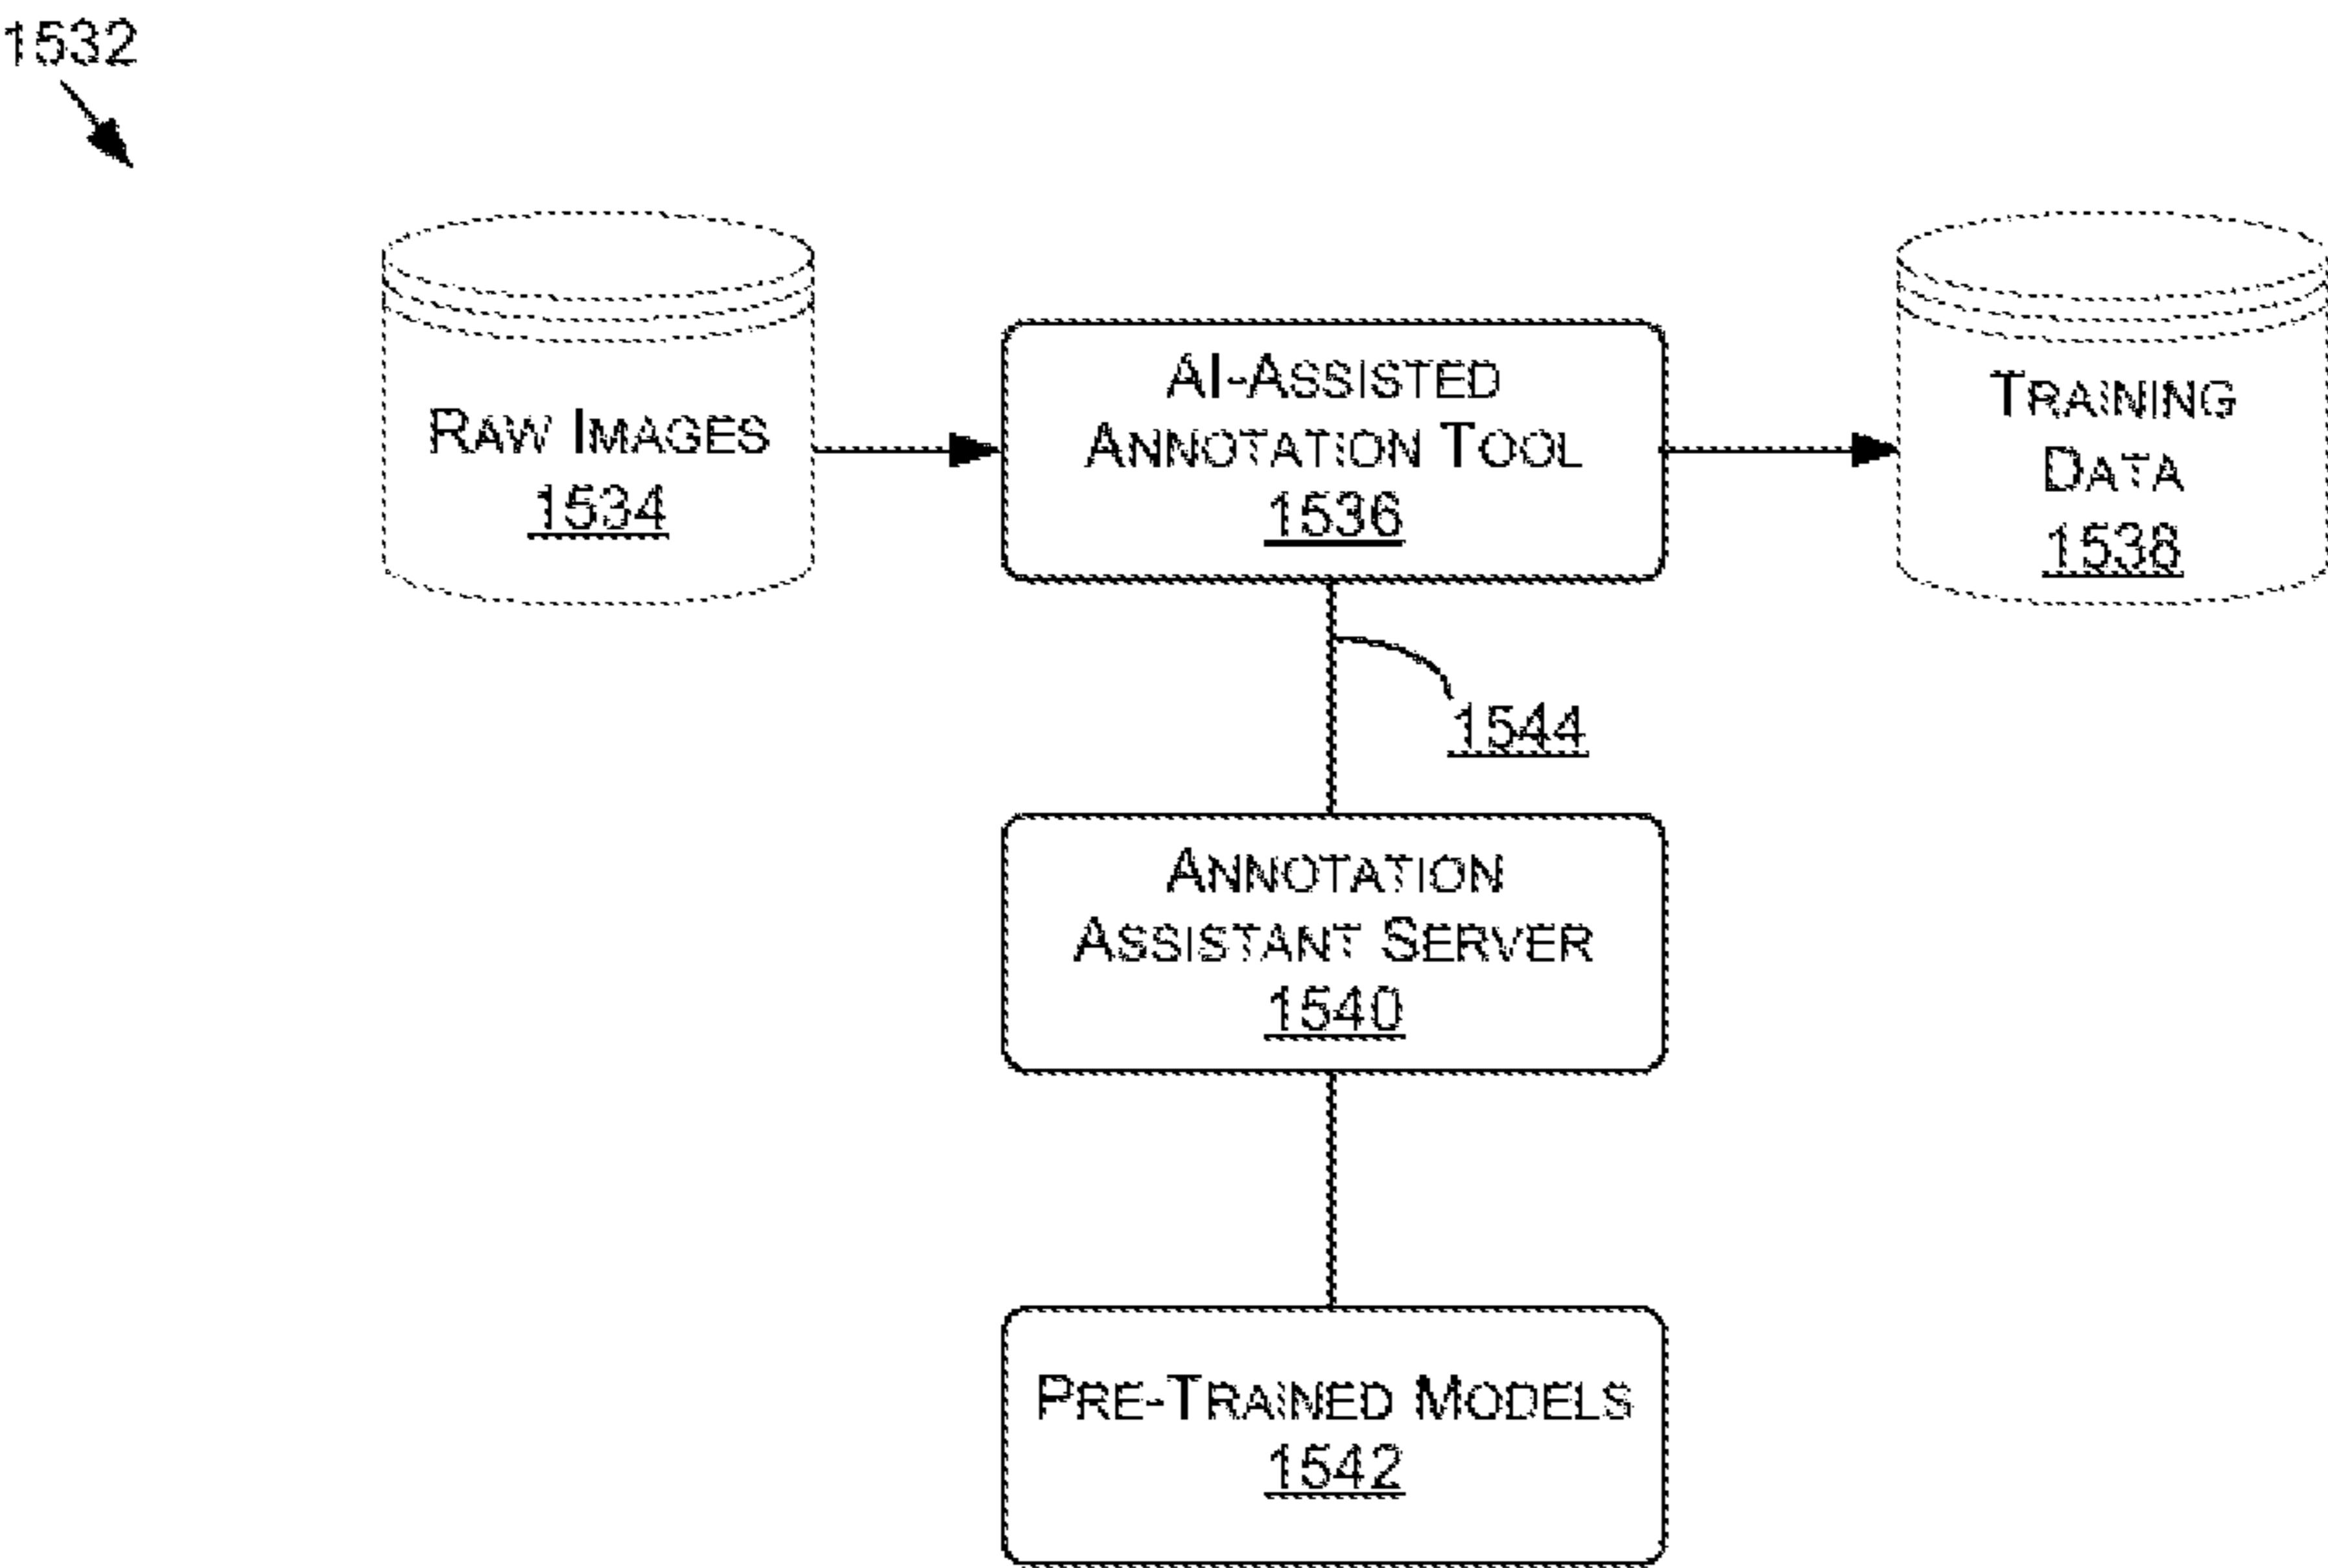 1532
RAW IMAGES
1534
AI-ASSISTED
ANNOTATION TOOL
1536
TRAINING
DATA
1538
1544
ANNOTATION
ASSISTANT SERVER
1540
PRE-TRAINED MODELS
1542